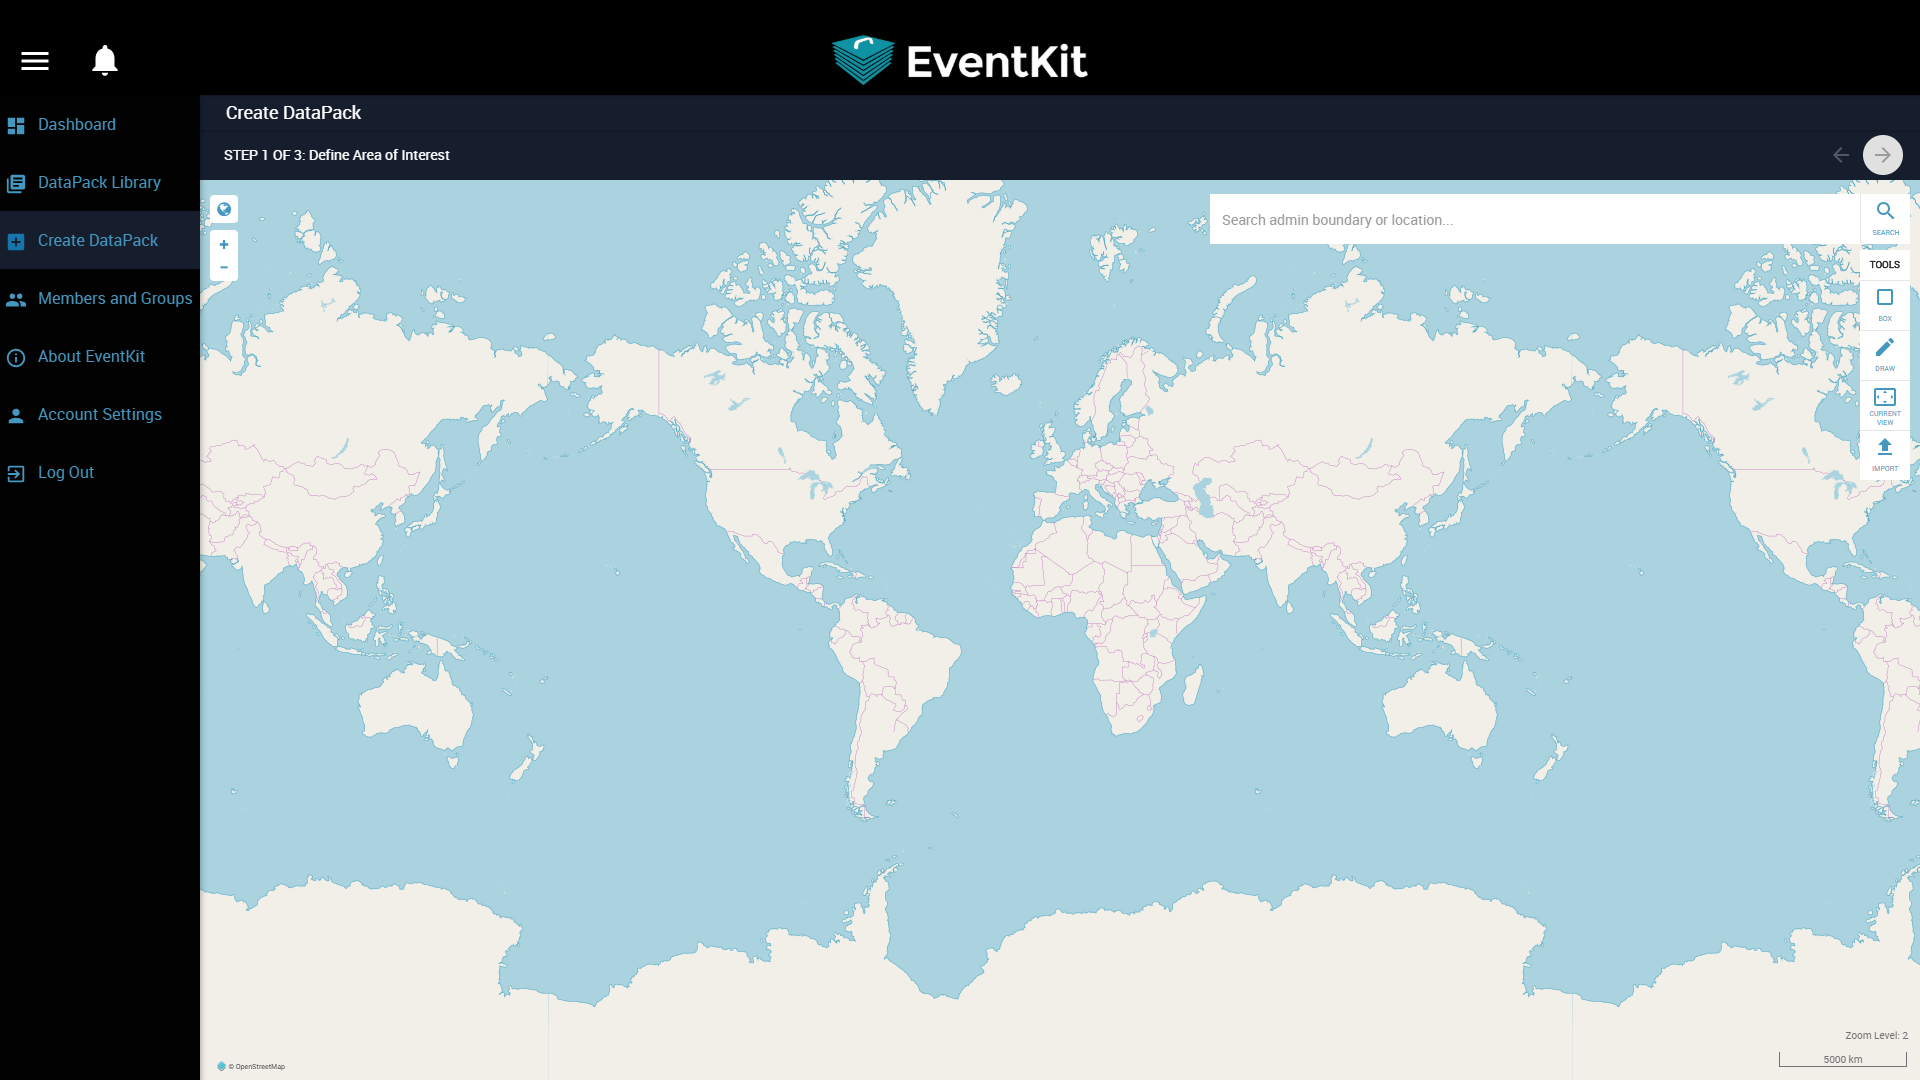 EventKit
Dashboard
DataPack Library
Create DataPack
Members and Groups
About EventKit
Account Settings
Log Out
Create DataPack
STEP 1 OF 3: Define Area of Interest
+
−
Search admin boundary or location...
SEARCH
TOOLS
BOX
DRAW
CURRENT
VIEW
IMPORT
Zoom Level: 2
5000 km
© OpenStreetMap